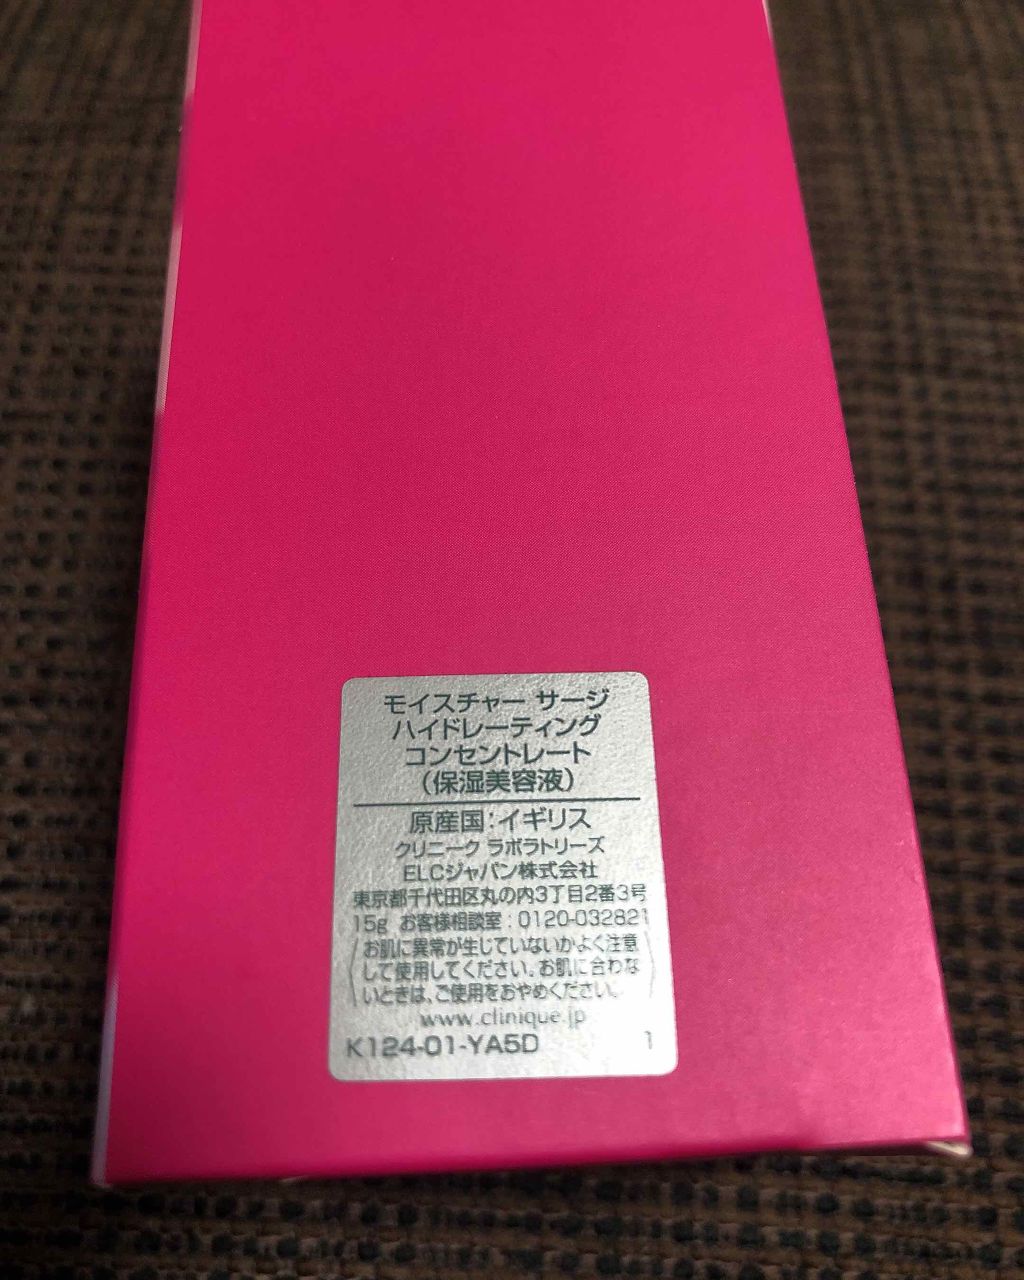 モイスチャー サージ
ハイドレーティング
コンセントレート
(保湿美容液)
原産国:イギリス
クリニーク ラボラトリーズ
ELCジャパン株式会社
東京都千代田区丸の内3丁目2番3号
15g お客様相談室:0120-032821
お肌に異常が生じていないかよく注意
して使用してください。お肌に合わな
いときは、ご使用をおやめください。
www.clinique.jp
K124-01-YA5D 1